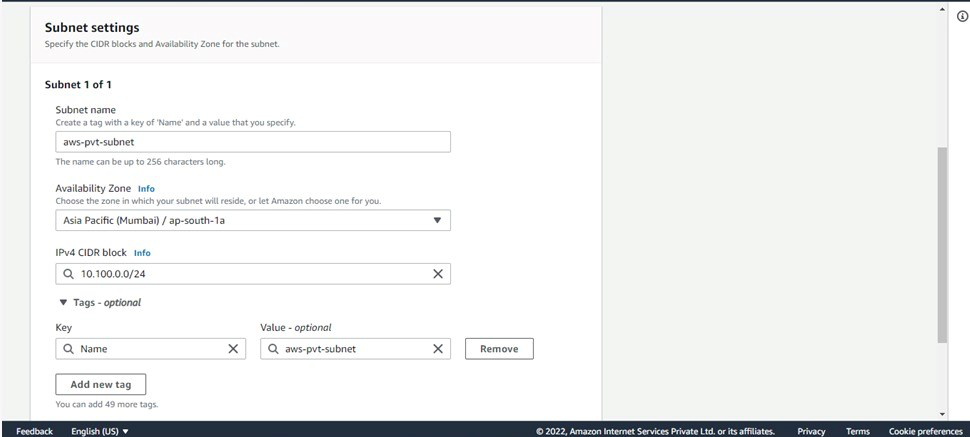 Subnet settings
Specify the CIDR blocks and Availability Zone for the subnet.
Subnet 1 of 1
Subnet name
Create a tag with a key of 'Name' and a value that you specify.
aws-pvt-subnet
The name can be up to 256 characters long.
Availability Zone Info
Choose the zone in which your subnet will reside, or let Amazon choose one for you.
Asia Pacific (Mumbai) / ap-south-1a
IPv4 CIDR block Info
10.100.0.0/24
Tags - optional
Key Value - optional
Name aws-pvt-subnet Remove
Add new tag
You can add 49 more tags.
Feedback English (US) © 2022, Amazon Internet Services Private Ltd. or its affiliates. Privacy Terms Cookie preferences